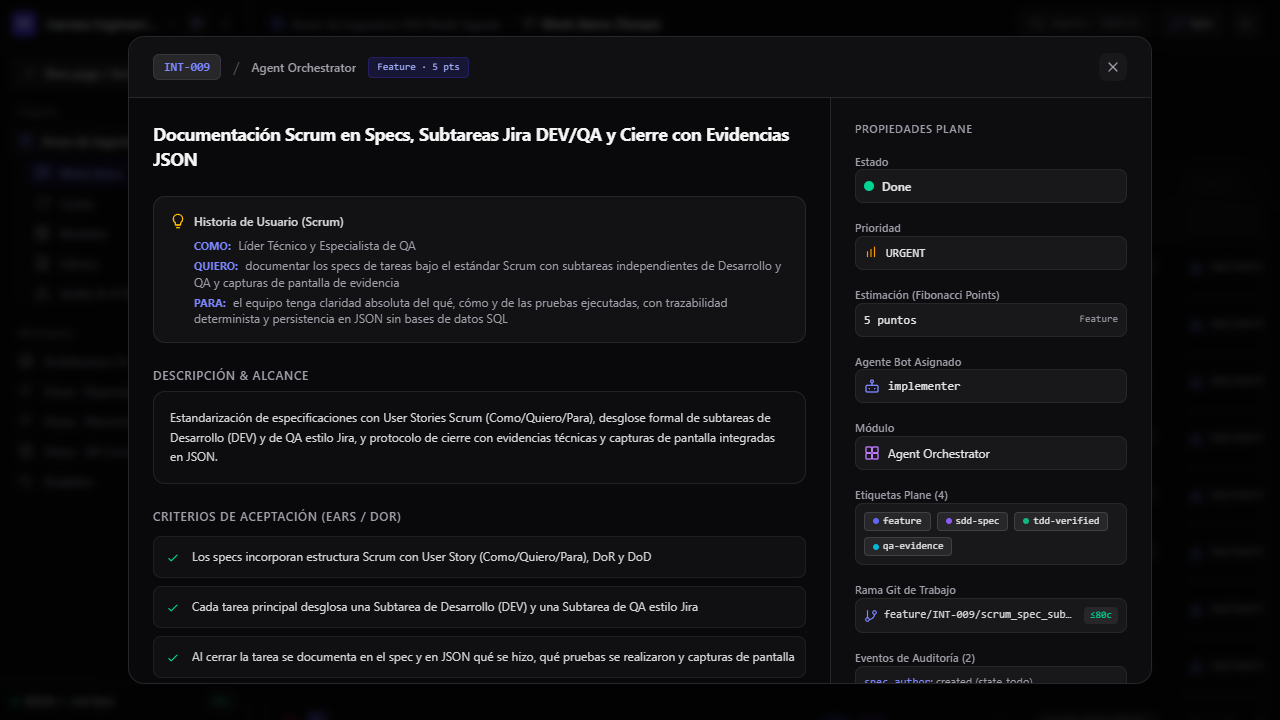 INT-009 / Agent Orchestrator Feature · 5 pts
Documentación Scrum en Specs, Subtareas Jira DEV/QA y Cierre con Evidencias
JSON
Historia de Usuario (Scrum)
COMO: Líder Técnico y Especialista de QA
QUIERO: documentar los specs de tareas bajo el estándar Scrum con subtareas independientes de Desarrollo y
QA y capturas de pantalla de evidencia
PARA: el equipo tenga claridad absoluta del qué, cómo y de las pruebas ejecutadas, con trazabilidad
determinista y persistencia en JSON sin bases de datos SQL
DESCRIPCIÓN & ALCANCE
Estandarización de especificaciones con User Stories Scrum (Como/Quiero/Para), desglose formal de subtareas de
Desarrollo (DEV) y de QA estilo Jira, y protocolo de cierre con evidencias técnicas y capturas de pantalla integradas
en JSON.
CRITERIOS DE ACEPTACIÓN (EARS / DOR)
Los specs incorporan estructura Scrum con User Story (Como/Quiero/Para), DoR y DoD
Cada tarea principal desglosa una Subtarea de Desarrollo (DEV) y una Subtarea de QA estilo Jira
Al cerrar la tarea se documenta en el spec y en JSON qué se hizo, qué pruebas se realizaron y capturas de pantalla
PROPIEDADES PLANE
Estado
Done
Prioridad
URGENT
Estimación (Fibonacci Points)
5 puntos Feature
Agente Bot Asignado
implementer
Módulo
Agent Orchestrator
Etiquetas Plane (4)
feature sdd-spec tdd-verified
qa-evidence
Rama Git de Trabajo
feature/INT-009/scrum_spec_sub… ≤80c
Eventos de Auditoría (2)
spec_author: created (state_todo)